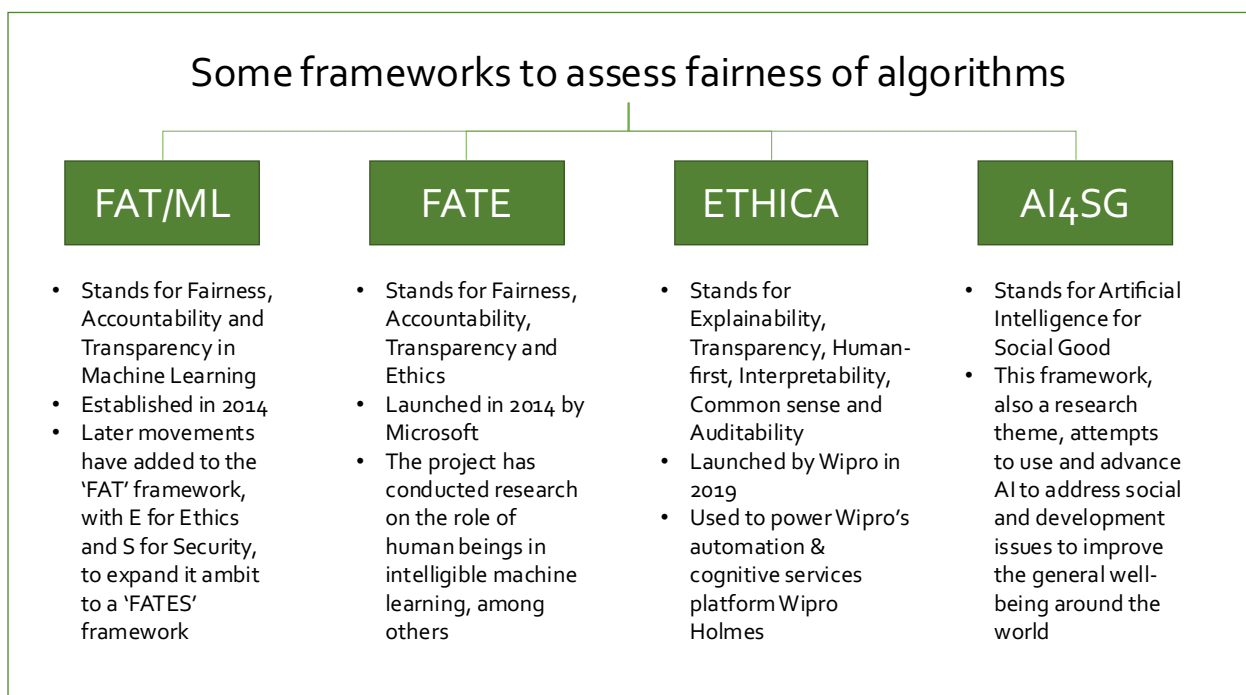 Some frameworks to assess fairness of algorithms
FAT/ML
• Stands for Fairness,
Accountability and
Transparency in
Machine Learning
• Established in 2014
• Later movements
have added to the
‘FAT’ framework,
with E for Ethics
and S for Security,
to expand it ambit
to a ‘FATES’
framework
FATE
• Stands for Fairness,
Accountability,
Transparency and
Ethics
• Launched in 2014 by
Microsoft
• The project has
conducted research
on the role of
human beings in
intelligible machine
learning, among
others
ETHICA
• Stands for
Explainability,
Transparency, Human-
first, Interpretability,
Common sense and
Auditability
• Launched by Wipro in
2019
• Used to power Wipro’s
automation &
cognitive services
platform Wipro
Holmes
AI4SG
• Stands for Artificial
Intelligence for
Social Good
• This framework,
also a research
theme, attempts
to use and advance
AI to address social
and development
issues to improve
the general well-
being around the
world